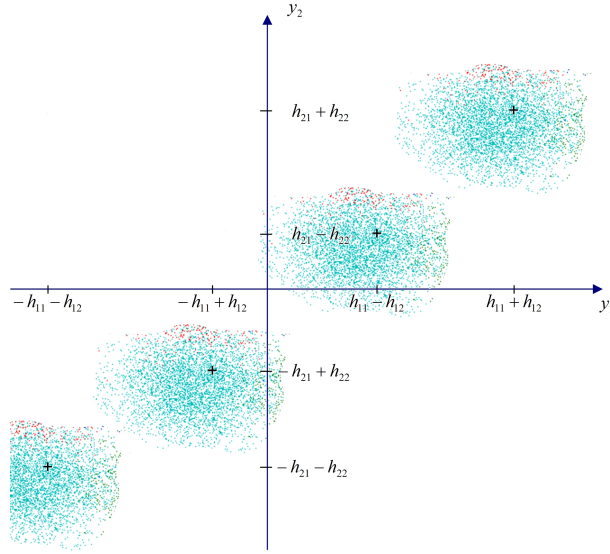 y₂
h₂₁ + h₂₂
h₂₁ − h₂₂
−h₁₁ − h₁₂ −h₁₁ + h₁₂ h₁₁ − h₁₂ h₁₁ + h₁₂ y
−h₂₁ + h₂₂
−h₂₁ − h₂₂